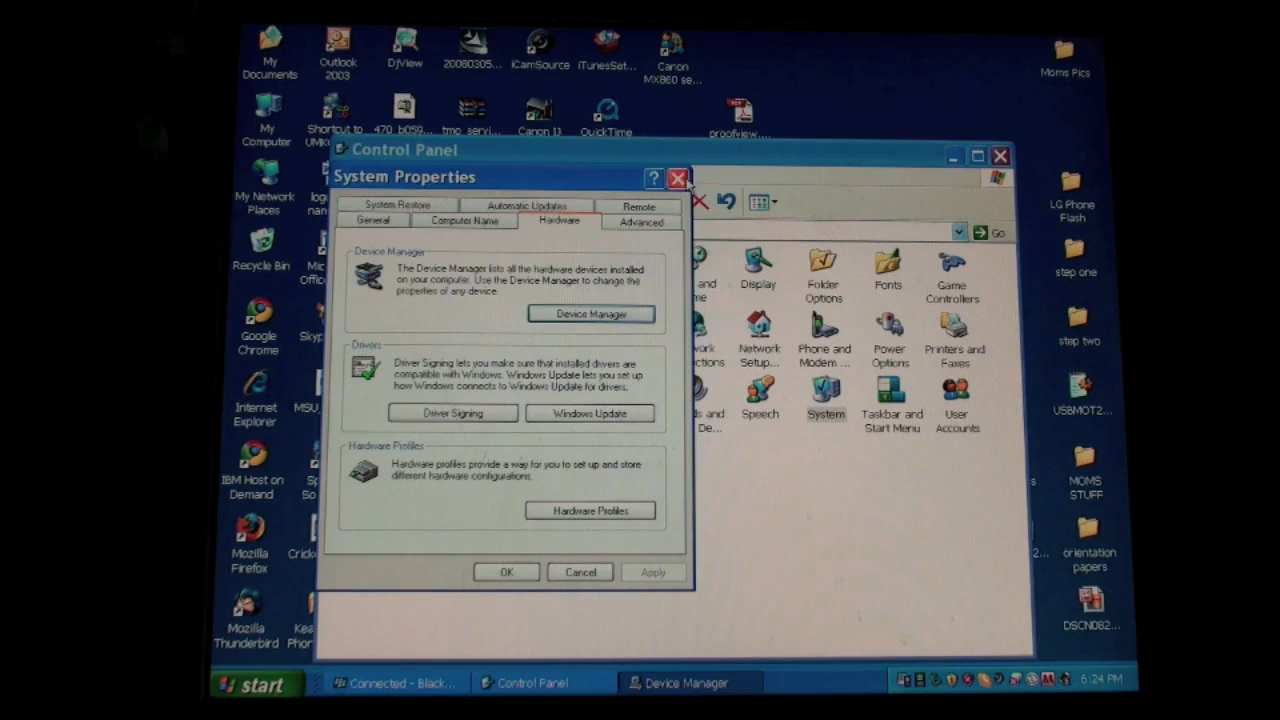 My Documents
Outlook 2003
DjView
20080305...
iCamSource
iTunesSet...
Canon MX860 se...
Moms Pics
My Computer
Shortcut to UMK
470_b059...
tmo_servi...
Canon
QuickTime
proofview....
Control Panel
System Properties
System Restore
Automatic Updates
Remote
General
Computer Name
Hardware
Advanced
Go
My Network Places
LG Phone Flash
Recycle Bin
Mic
Offic
step one
Device Manager
The Device Manager lists all the hardware devices installed
on your computer. Use the Device Manager to change the
properties of any device.
Device Manager
and
me
Display
Folder Options
Fonts
Game Controllers
Google Chrome
Skyp
step two
Drivers
Driver Signing lets you make sure that installed drivers are
compatible with Windows. Windows Update lets you set up
how Windows connects to Windows Update for drivers.
Driver Signing
Windows Update
work
ctions
Network Setup...
Phone and Modem ...
Power Options
Printers and Faxes
Internet Explorer
MSU_
USBMOT2...
s and
De...
Speech
System
Taskbar and Start Menu
User Accounts
Hardware Profiles
Hardware profiles provide a way for you to set up and store
different hardware configurations.
Hardware Profiles
IBM Host on Demand
Sp
So
MOMS STUFF
Mozilla Firefox
Crick
2...
orientation papers
OK
Cancel
Apply
Mozilla Thunderbird
Kea
Phor
DSCN082...
start
Connected - Black...
Control Panel
Device Manager
6:24 PM